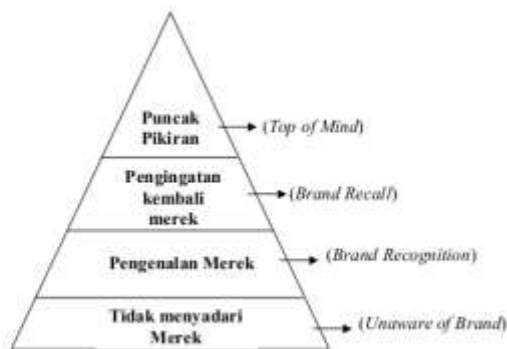 Puncak
Pikiran
(Top of Mind)
Pengingatan
kembali
merek
(Brand Recall)
Pengenalan Merek
(Brand Recognition)
Tidak menyadari
Merek
(Unaware of Brand)